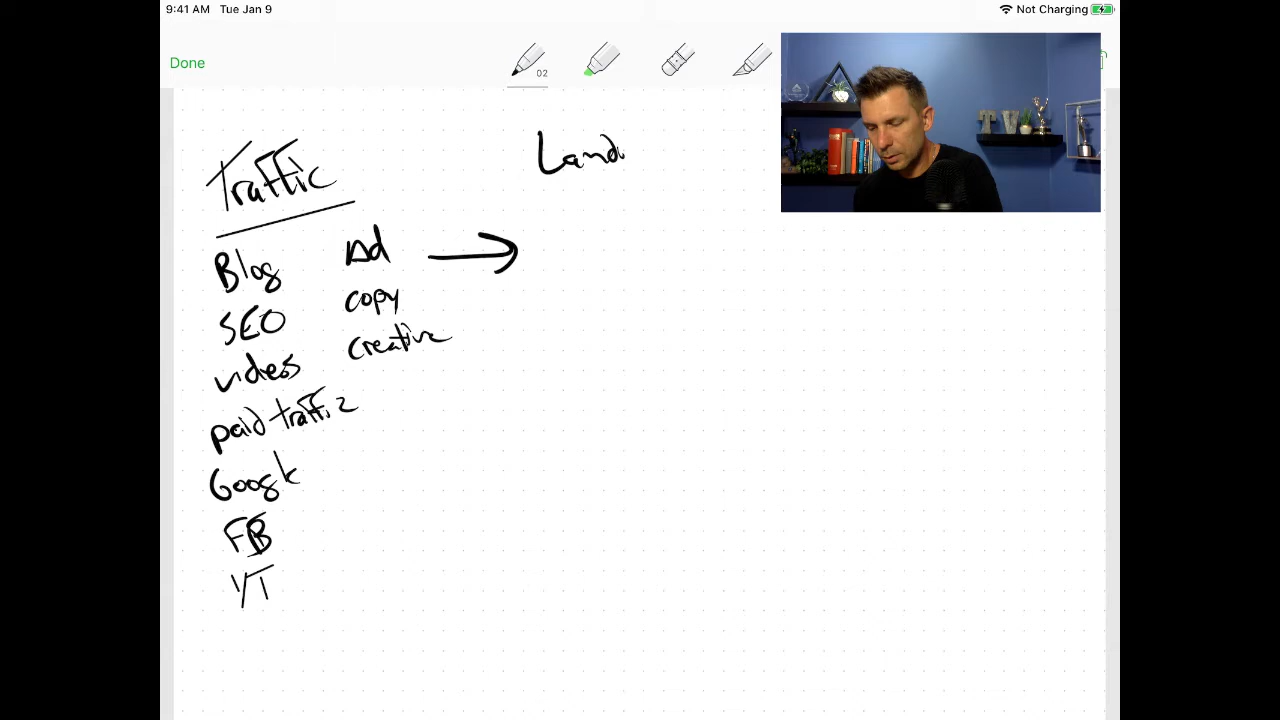 9:41 AM Tue Jan 9
Not Charging
Done
02
Land
Traffic
Blog
SEO
videos
paid traffic
Google
FB
YT
Ad
copy
creative
TV